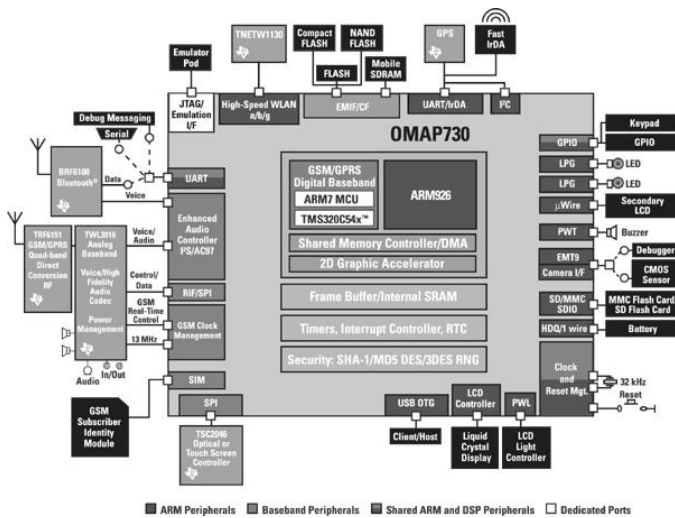 TNETW1130
Compact
FLASH
NAND
FLASH
GPS
Fast
IrDA
Emulator
Pod
FLASH
Mobile
SDRAM
JTAG/
Emulation
I/F
High-Speed WLAN
a/b/g
EMIF/CF
UART/IrDA
I²C
Debug Messaging
Serial
OMAP730
Keypad
GPIO
GPIO
BRF6100
Bluetooth®
Data
Voice
UART
GSM/GPRS
Digital Baseband
ARM7 MCU
TMS320C54x™
ARM926
LPG
LED
LPG
LED
µWire
Secondary
LCD
TRF6151
GSM/GPRS
Quad-band
Direct
Conversion
RF
TWL3016
Analog
Baseband
Voice/High
Fidelity
Audio
Codec
Power
Management
Voice/
Audio
Enhanced
Audio
Controller
I²S/AC97
Shared Memory Controller/DMA
2D Graphic Accelerator
PWT
Buzzer
EMT9
Camera I/F
Debugger
CMOS
Sensor
Control/
Data
RIF/SPI
Frame Buffer/Internal SRAM
SD/MMC
SDIO
MMC Flash Card/
SD Flash Card
GSM
Real-Time
Control
13 MHz
GSM Clock
Management
Timers, Interrupt Controller, RTC
HDQ/1 wire
Battery
Audio
In/Out
Security: SHA-1/MD5 DES/3DES RNG
Clock
and
Reset Mgt.
32 kHz
Reset
SIM
GSM
Subscriber
Identity
Module
SPI
USB OTG
LCD
Controller
PWL
TSC2046
Optical or
Touch Screen
Controller
Client/Host
Liquid
Crystal
Display
LCD
Light
Controller
ARM Peripherals
Baseband Peripherals
Shared ARM and DSP Peripherals
Dedicated Ports